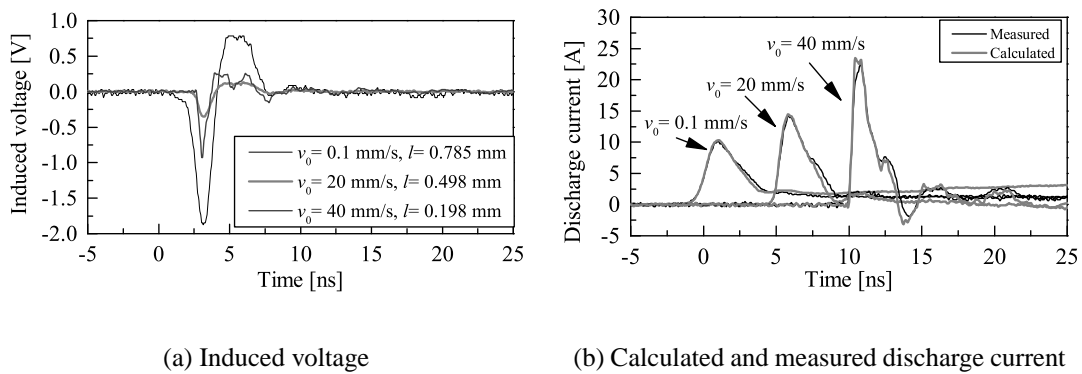 Induced voltage [V]
1.0
0.5
0.0
-0.5
-1.0
-1.5
-2.0
v0= 0.1 mm/s, l= 0.785 mm
v0= 20 mm/s, l= 0.498 mm
v0= 40 mm/s, l= 0.198 mm
-5 0 5 10 15 20 25
Time [ns]
(a) Induced voltage
Discharge current [A]
30
25
20
15
10
5
0
-5
v0= 40 mm/s
v0= 20 mm/s
v0= 0.1 mm/s
Measured
Calculated
-5 0 5 10 15 20 25
Time [ns]
(b) Calculated and measured discharge current